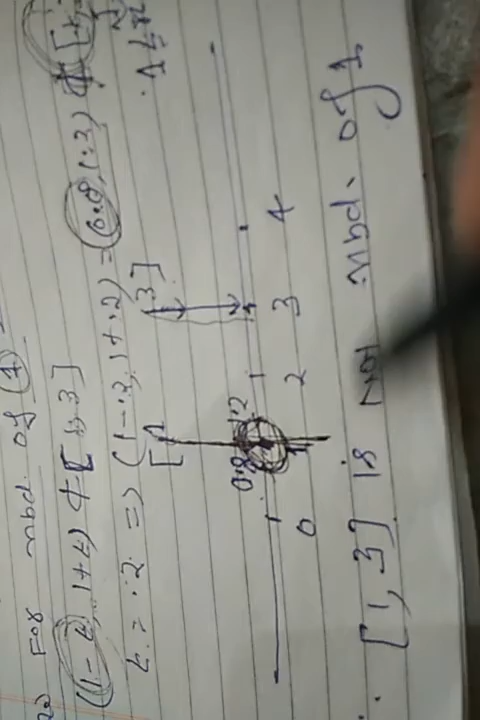 For nbd. of (1)
(1-ε, 1+ε) ⊄ [1, 3]
ε = .2 ⇒ (1-.2, 1+.2) = (0.8, 1.2) ⊄ [1,
[1 3]
0.8 1.2
0 1 2 3 4
∴ [1, 3] is not nbd. of 1